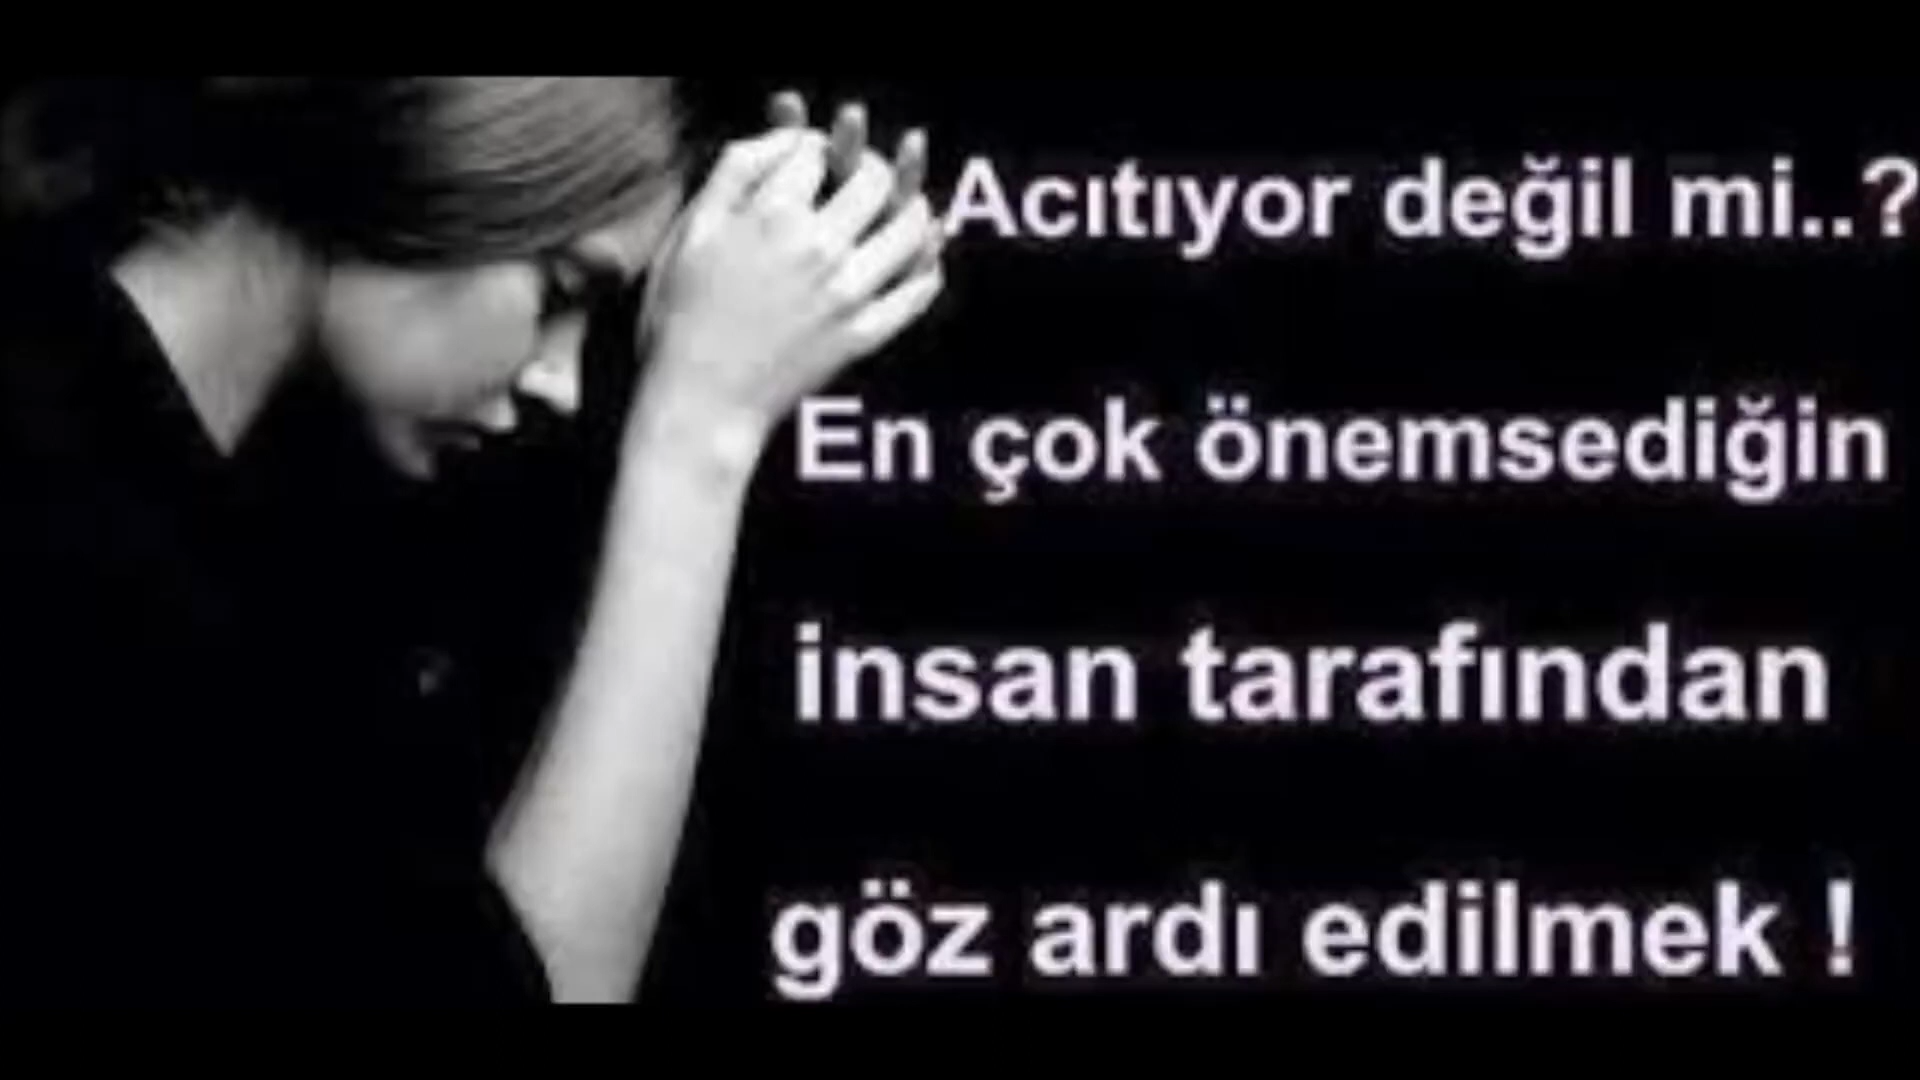 Acıtıyor değil mi..?
En çok önemsediğin
insan tarafından
göz ardı edilmek !